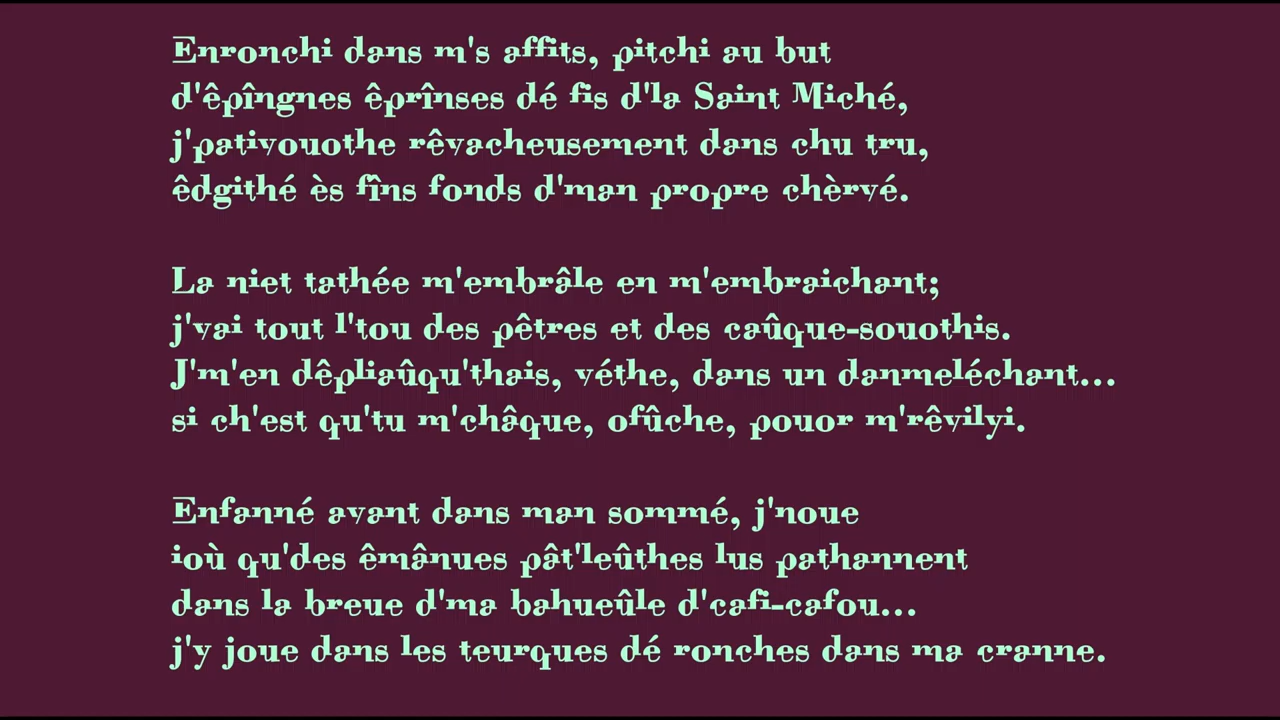 Enronchi dans m's affits, pitchi au but
d'êpîngnes êprînses dé fis d'la Saint Miché,
j'pativouothe rêvacheusement dans chu tru,
êdgithé ès fîns fonds d'man propre chèrvé.

La niet tathée m'embrâle en m'embraichant;
j'vai tout l'tou des pêtres et des caûque-souothis.
J'm'en dêpliaûqu'thais, véthe, dans un danmeléchant...
si ch'est qu'tu m'châque, ofûche, pouor m'rêvilyi.

Enfanné avant dans man sommé, j'noue
ioù qu'des êmânues pât'leûthes lus pathannent
dans la breue d'ma bahueûle d'cafi-cafou...
j'y joue dans les teurques dé ronches dans ma cranne.